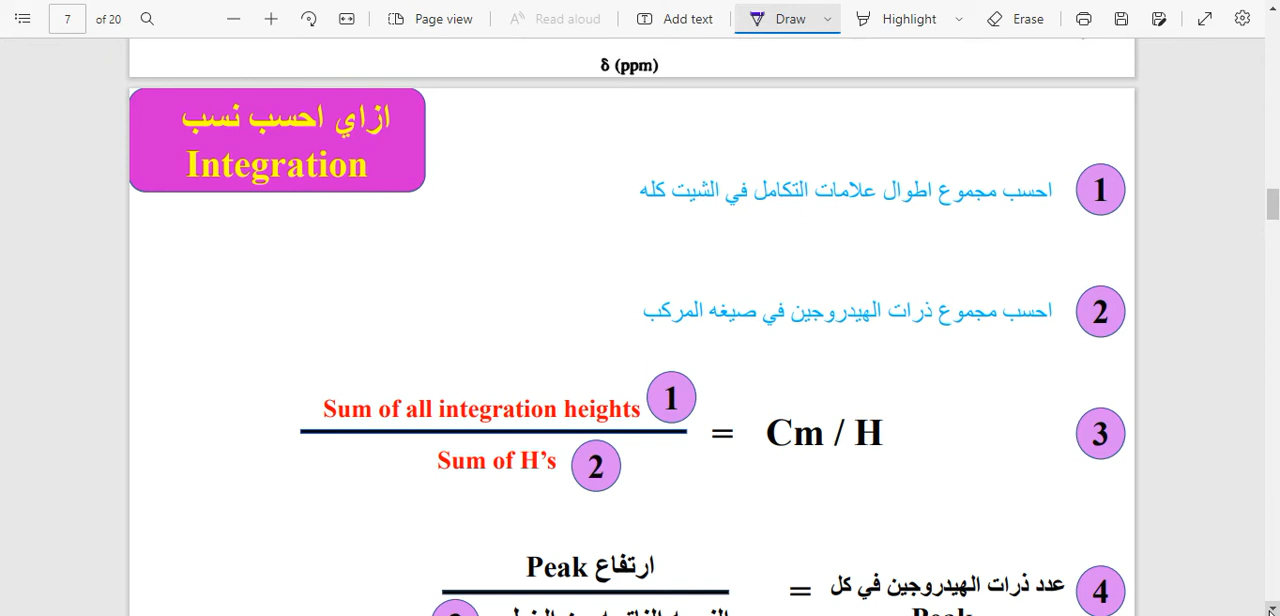 7 of 20 Page view Read aloud Add text Draw Highlight Erase
δ (ppm)
ازاي احسب نسب
Integration
1 احسب مجموع اطوال علامات التكامل في الشيت كله
2 احسب مجموع ذرات الهيدروجين في صيغه المركب
Sum of all integration heights 1
3 Cm / H =
Sum of H's 2
ارتفاع Peak
4 عدد ذرات الهيدروجين في كل =
Peak